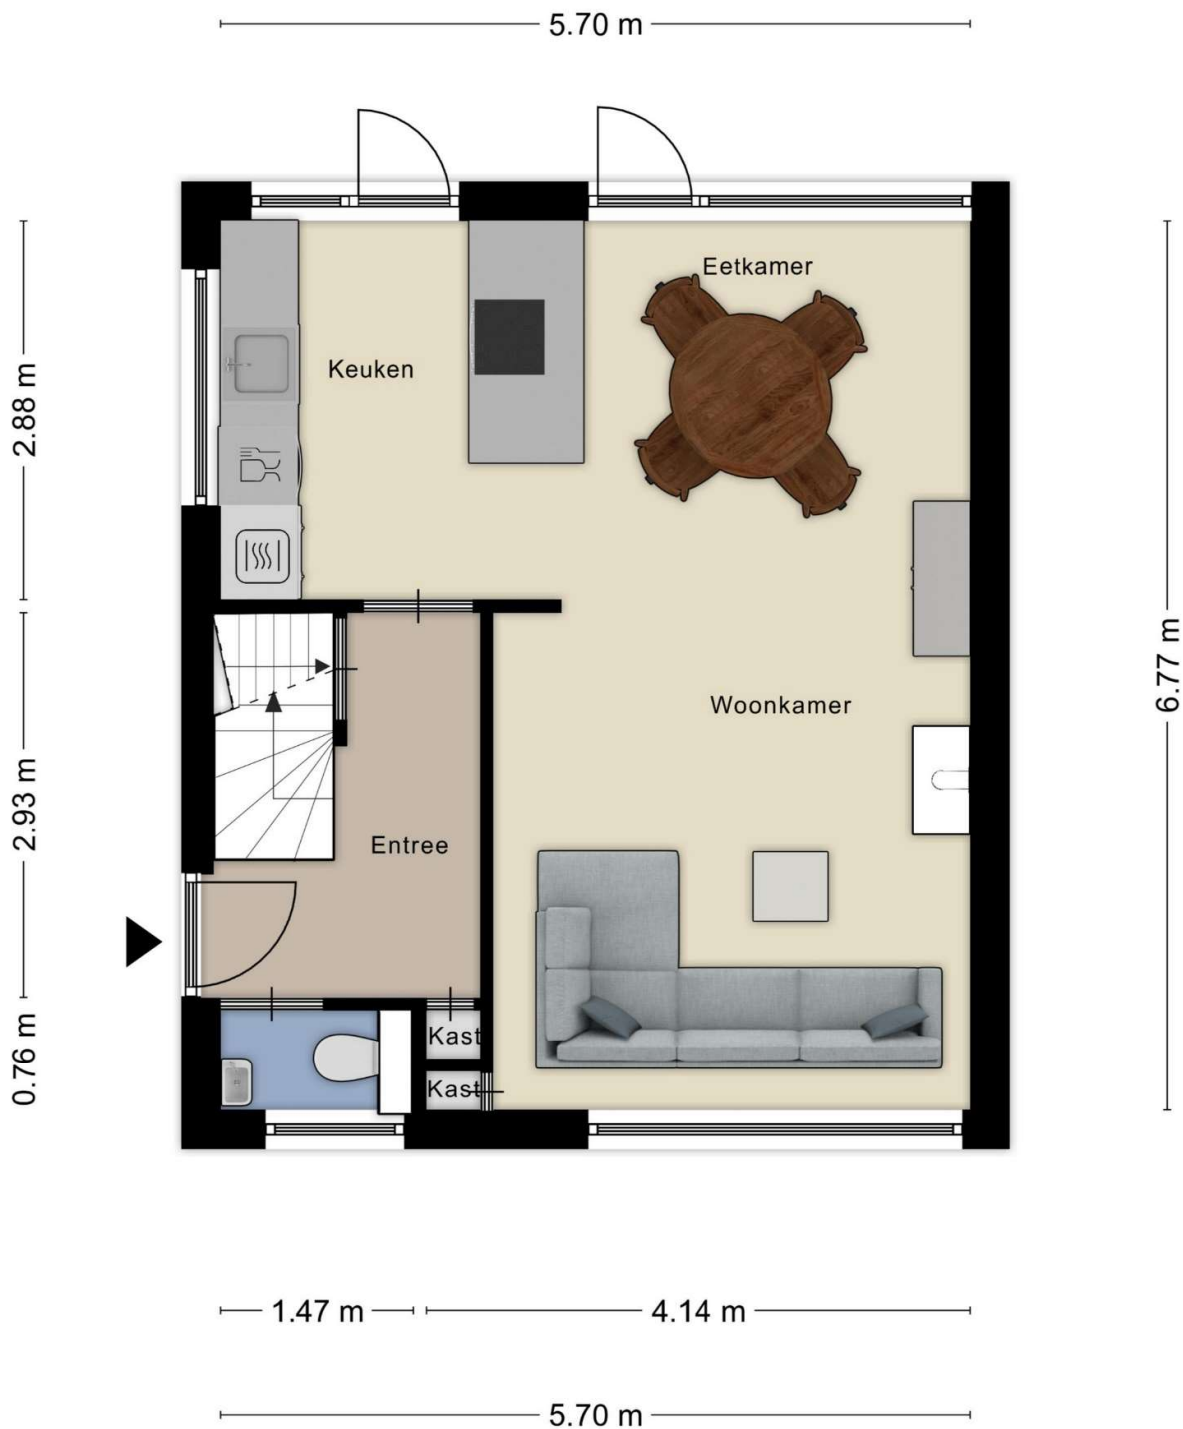 5.70 m
Eetkamer
Keuken
2.88 m
6.77 m
Woonkamer
2.93 m
Entree
Kast
0.76 m
Kast
1.47 m
4.14 m
5.70 m